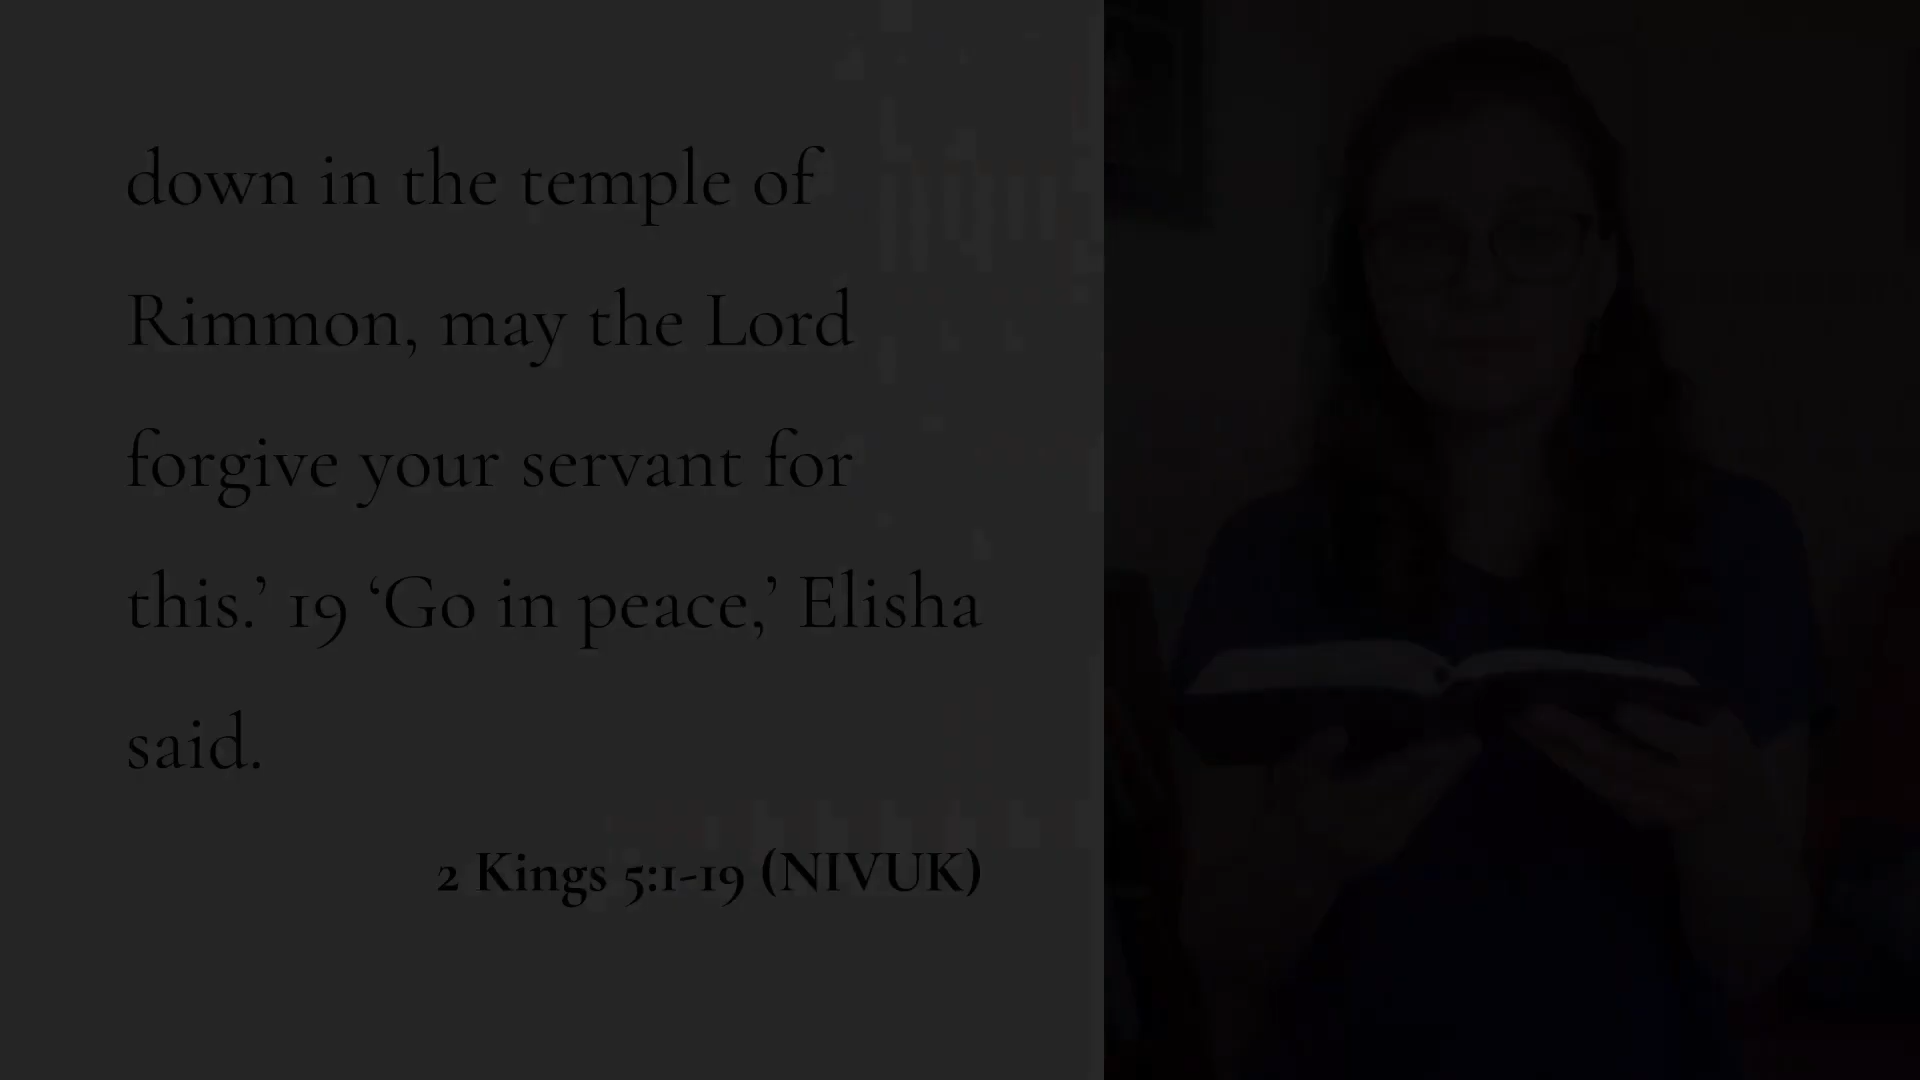 down in the temple of
Rimmon, may the Lord
forgive your servant for
this.’ 19 ‘Go in peace,’ Elisha
said.
2 Kings 5:1-19 (NIVUK)